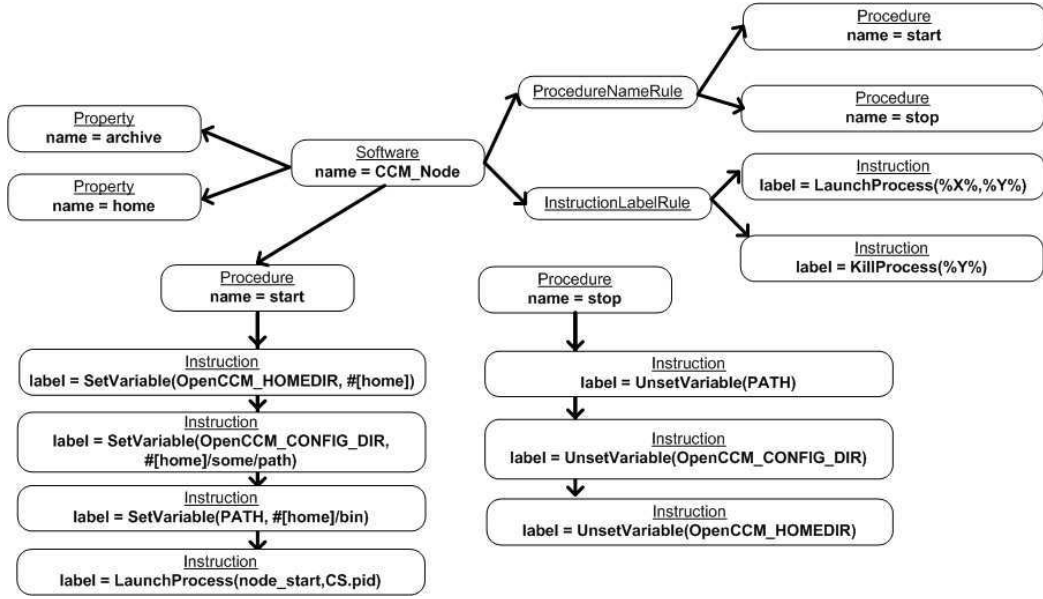 Procedure
name = start
ProcedureNameRule
Procedure
name = stop
Property
name = archive
Software
name = CCM_Node
Property
name = home
InstructionLabelRule
Instruction
label = LaunchProcess(%X%,%Y%)
Instruction
label = KillProcess(%Y%)
Procedure
name = start
Instruction
label = SetVariable(OpenCCM_HOMEDIR, #[home])
Instruction
label = SetVariable(OpenCCM_CONFIG_DIR,
#[home]/some/path)
Instruction
label = SetVariable(PATH, #[home]/bin)
Instruction
label = LaunchProcess(node_start,CS.pid)
Procedure
name = stop
Instruction
label = UnsetVariable(PATH)
Instruction
label = UnsetVariable(OpenCCM_CONFIG_DIR)
Instruction
label = UnsetVariable(OpenCCM_HOMEDIR)